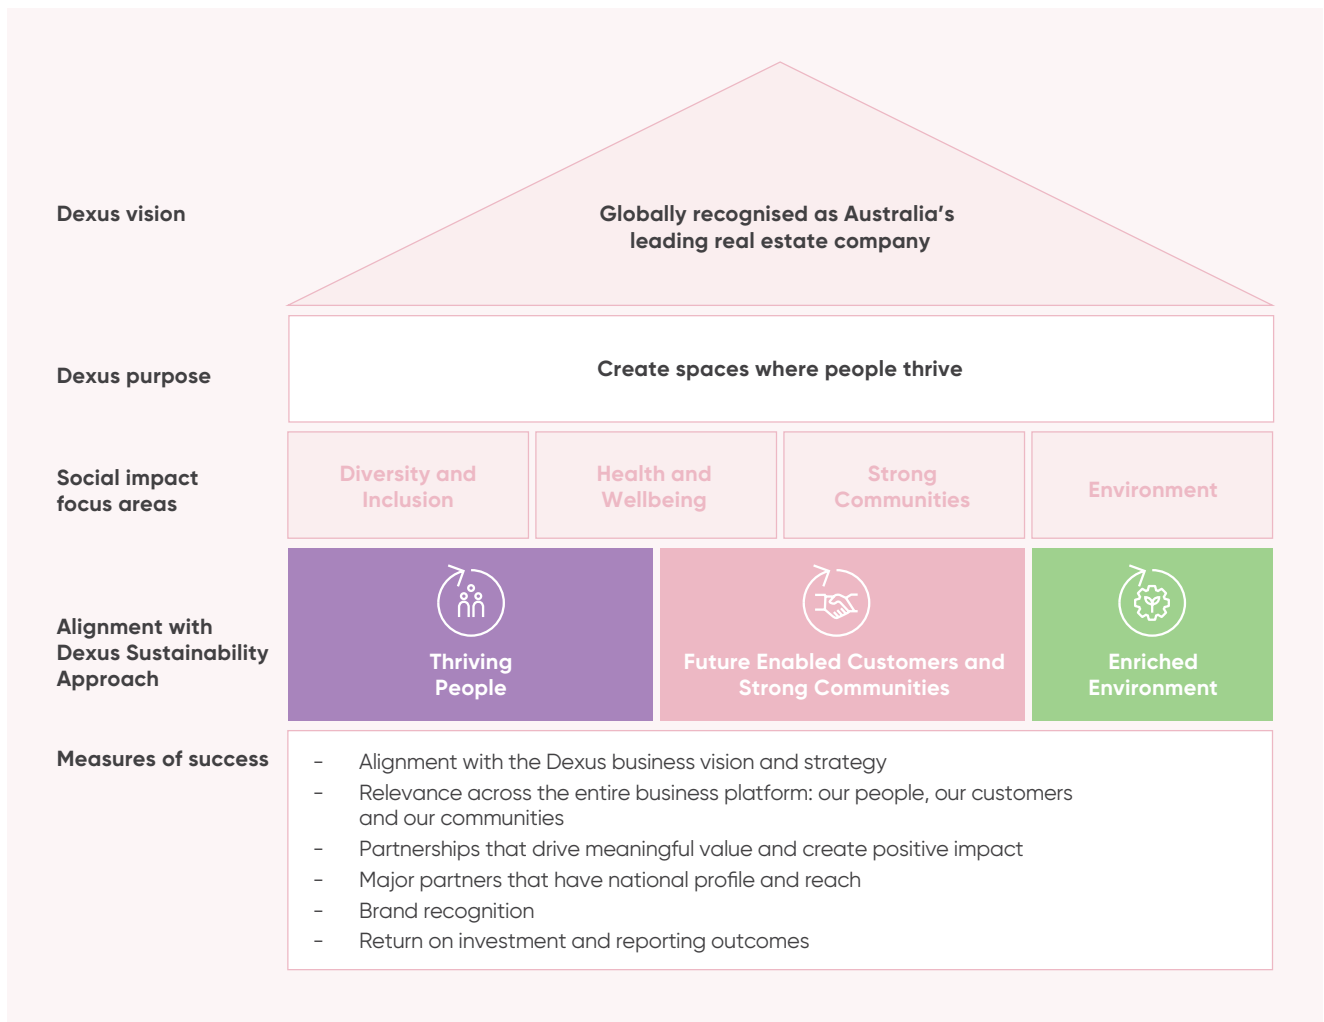 Dexus vision
Globally recognised as Australia’s
leading real estate company
Dexus purpose
Create spaces where people thrive
Social impact
focus areas
Diversity and
Inclusion
Health and
Wellbeing
Strong
Communities
Environment
Alignment with
Dexus Sustainability
Approach
Thriving
People
Future Enabled Customers and
Strong Communities
Enriched
Environment
Measures of success
- Alignment with the Dexus business vision and strategy
- Relevance across the entire business platform: our people, our customers
and our communities
- Partnerships that drive meaningful value and create positive impact
- Major partners that have national profile and reach
- Brand recognition
- Return on investment and reporting outcomes